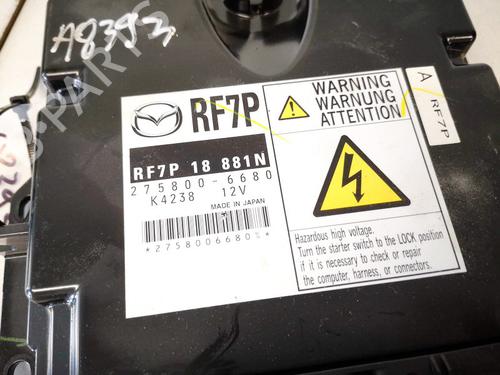 A8393
RF7P
RF7P 18 881N
275800-6680
K4238 12V
MADE IN JAPAN
*2758006680%*
WARNING
WARNUNG
ATTENTION
Hazardous high voltage.
Turn the starter switch to the LOCK position
if it is necessary to check or repair
the computer, harness, or connectors.
A RF7P